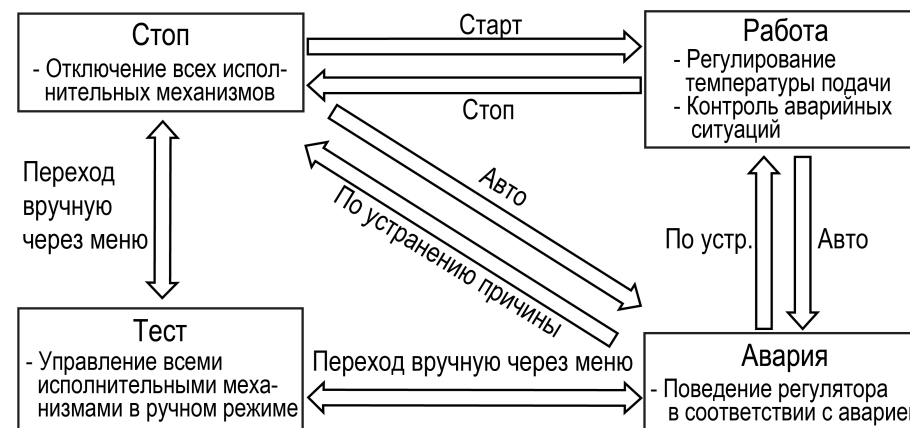 Стоп
- Отключение всех испол-
нительных механизмов
Старт
Стоп
Работа
- Регулирование
температуры подачи
- Контроль аварийных
ситуаций
Переход
вручную
через меню
Авто
По устранению причины
По устр.
Авто
Тест
- Управление всеми
исполнительными меха-
низмами в ручном режиме
Переход вручную через меню
Авария
- Поведение регулятора
в соответствии с аварией